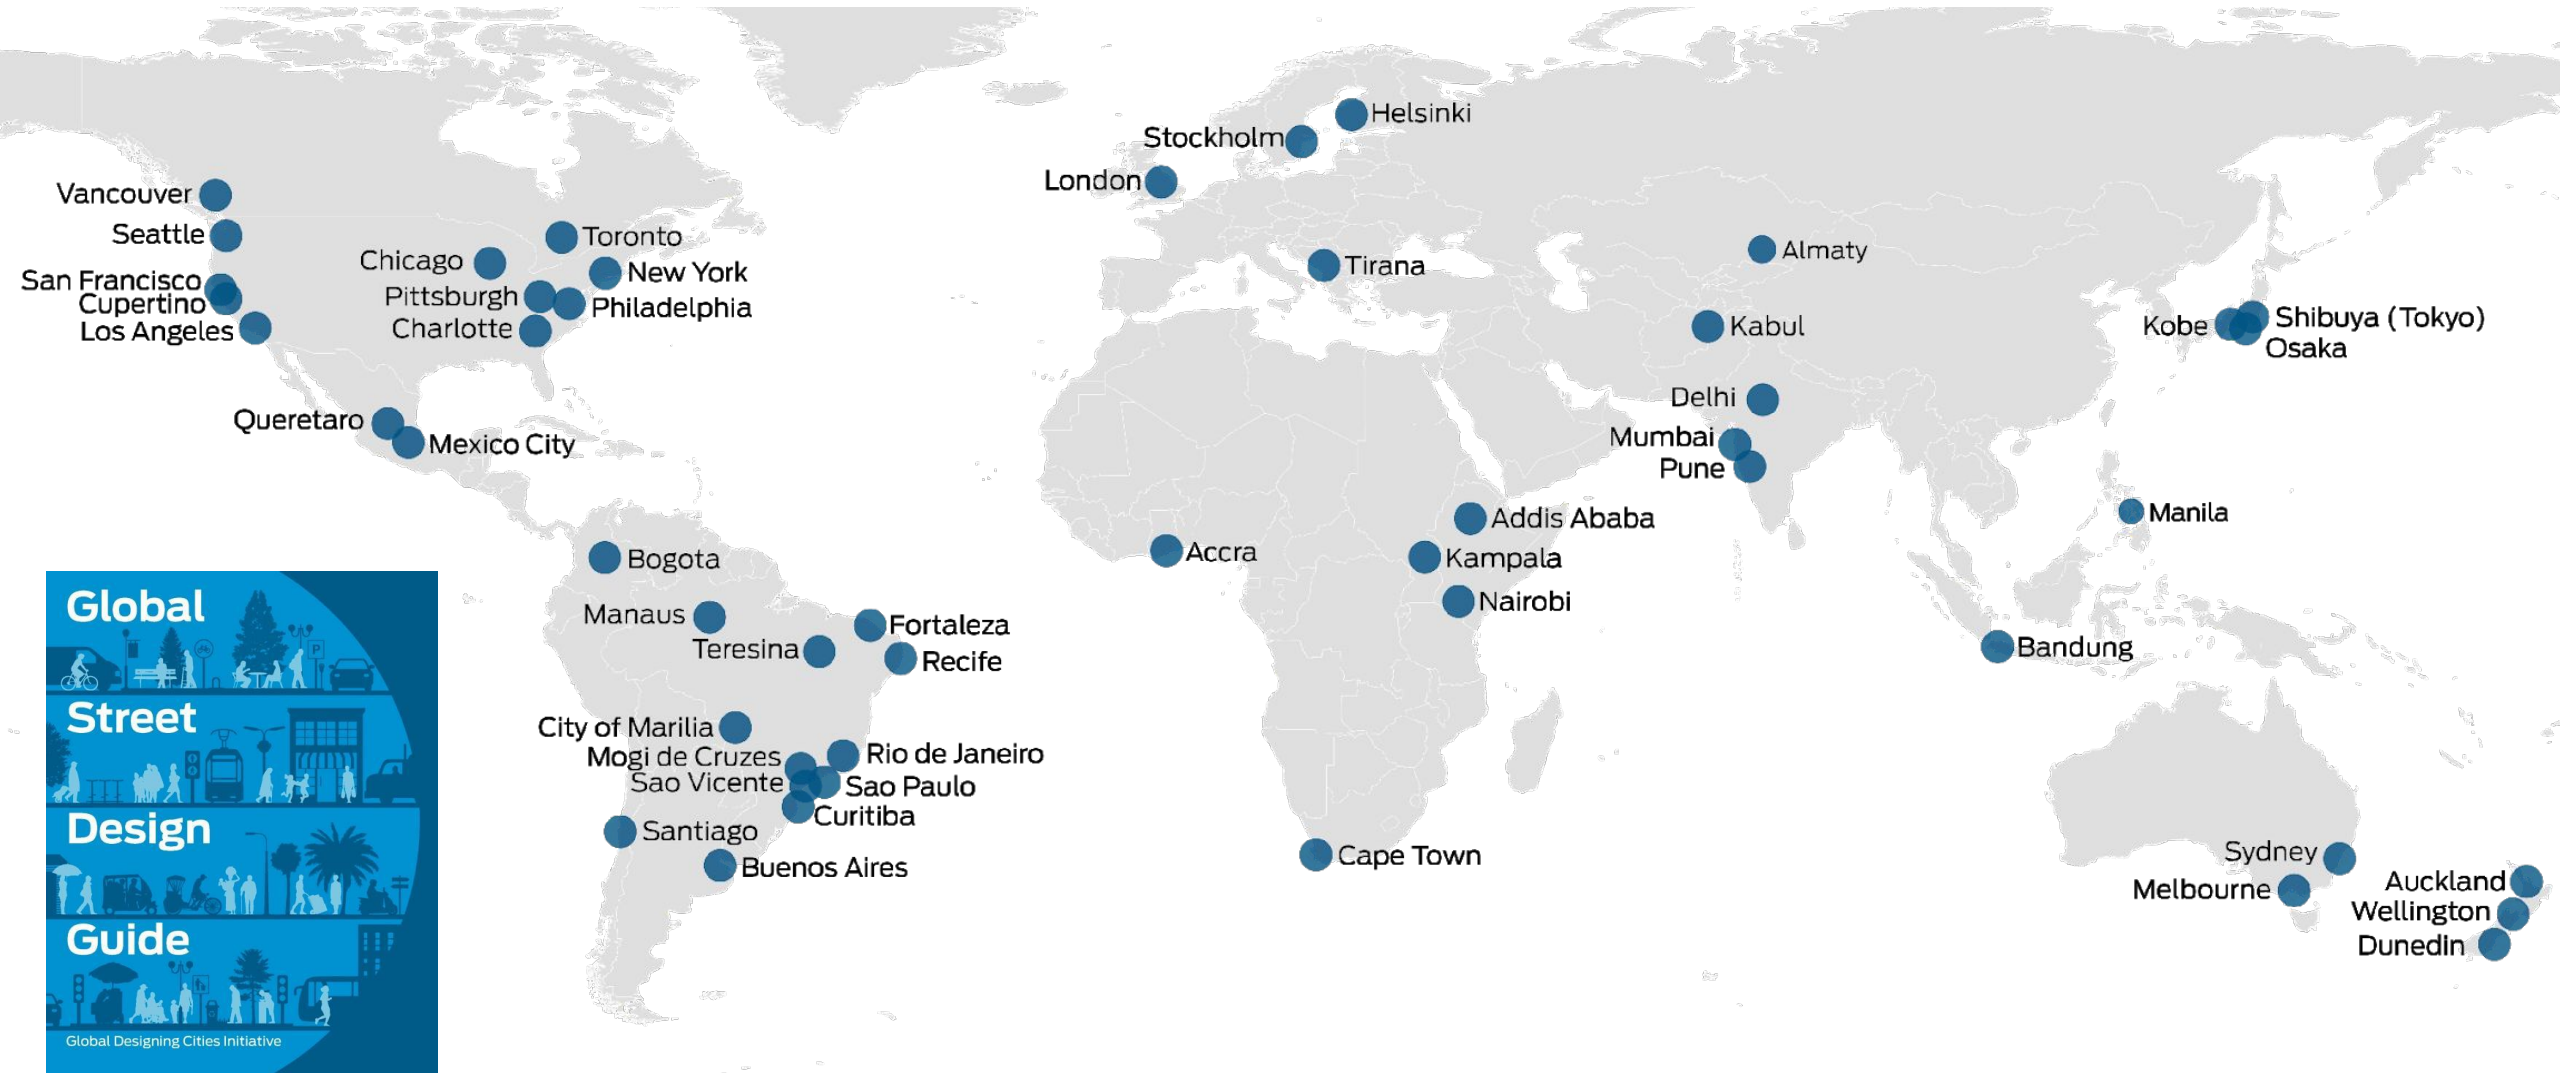 Helsinki
Stockholm
London
Vancouver
Seattle
Toronto
Chicago
Almaty
Tirana
New York
San Francisco
Pittsburgh
Cupertino
Philadelphia
Los Angeles
Charlotte
Kabul
Kobe
Shibuya (Tokyo)
Osaka
Delhi
Queretaro
Mexico City
Mumbai
Pune
Manila
Addis Ababa
Accra
Kampala
Bogota
Nairobi
Manaus
Fortaleza
Teresina
Recife
Bandung
City of Marilia
Mogi de Cruzes
Rio de Janeiro
Sao Vicente
Sao Paulo
Curitiba
Santiago
Buenos Aires
Cape Town
Sydney
Melbourne
Auckland
Wellington
Dunedin
Global
P
Street
Design
Guide
Global Designing Cities Initiative